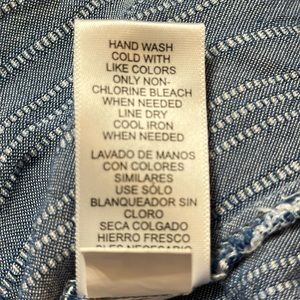 HAND WASH
COLD WITH
LIKE COLORS
ONLY NON-
CHLORINE BLEACH
WHEN NEEDED
LINE DRY
COOL IRON
WHEN NEEDED
LAVADO DE MANOS
CON COLORES
SIMILARES
USE SÓLO
BLANQUEADOR SIN
CLORO
SECA COLGADO
HIERRO FRESCO